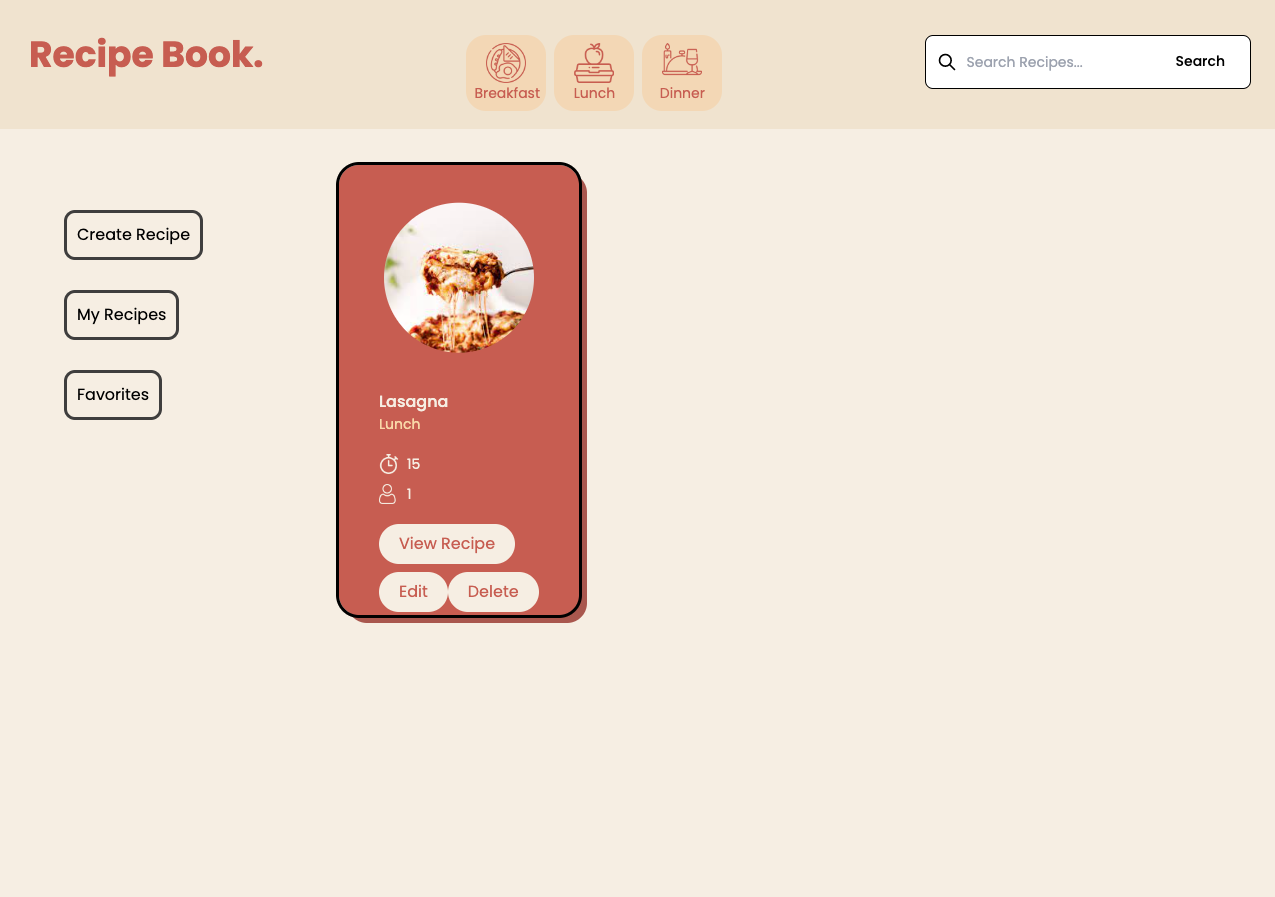 Recipe Book.
Breakfast
Lunch
Dinner
Search Recipes...
Search
Create Recipe
My Recipes
Favorites
Lasagna
Lunch
15
1
View Recipe
Edit
Delete